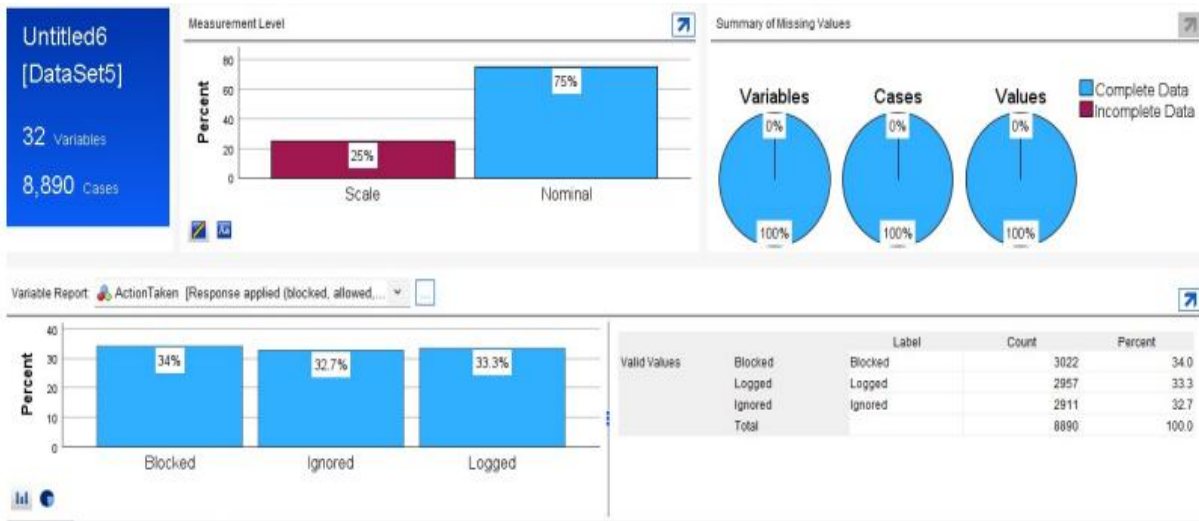 Untitled6
[DataSet5]
32 Variables
8,890 Cases
Measurement Level
Percent
80
60
40
20
0
25%
75%
Scale
Nominal
Summary of Missing Values
Variables
Cases
Values
0%
0%
0%
100%
100%
100%
Complete Data
Incomplete Data
Variable Report: ActionTaken [Response applied (blocked, allowed,...
...
Percent
40
30
20
10
0
34%
32.7%
33.3%
Blocked
Ignored
Logged
Label Count Percent
Valid Values Blocked Blocked 3022 34.0
Logged Logged 2957 33.3
Ignored Ignored 2911 32.7
Total 8890 100.0